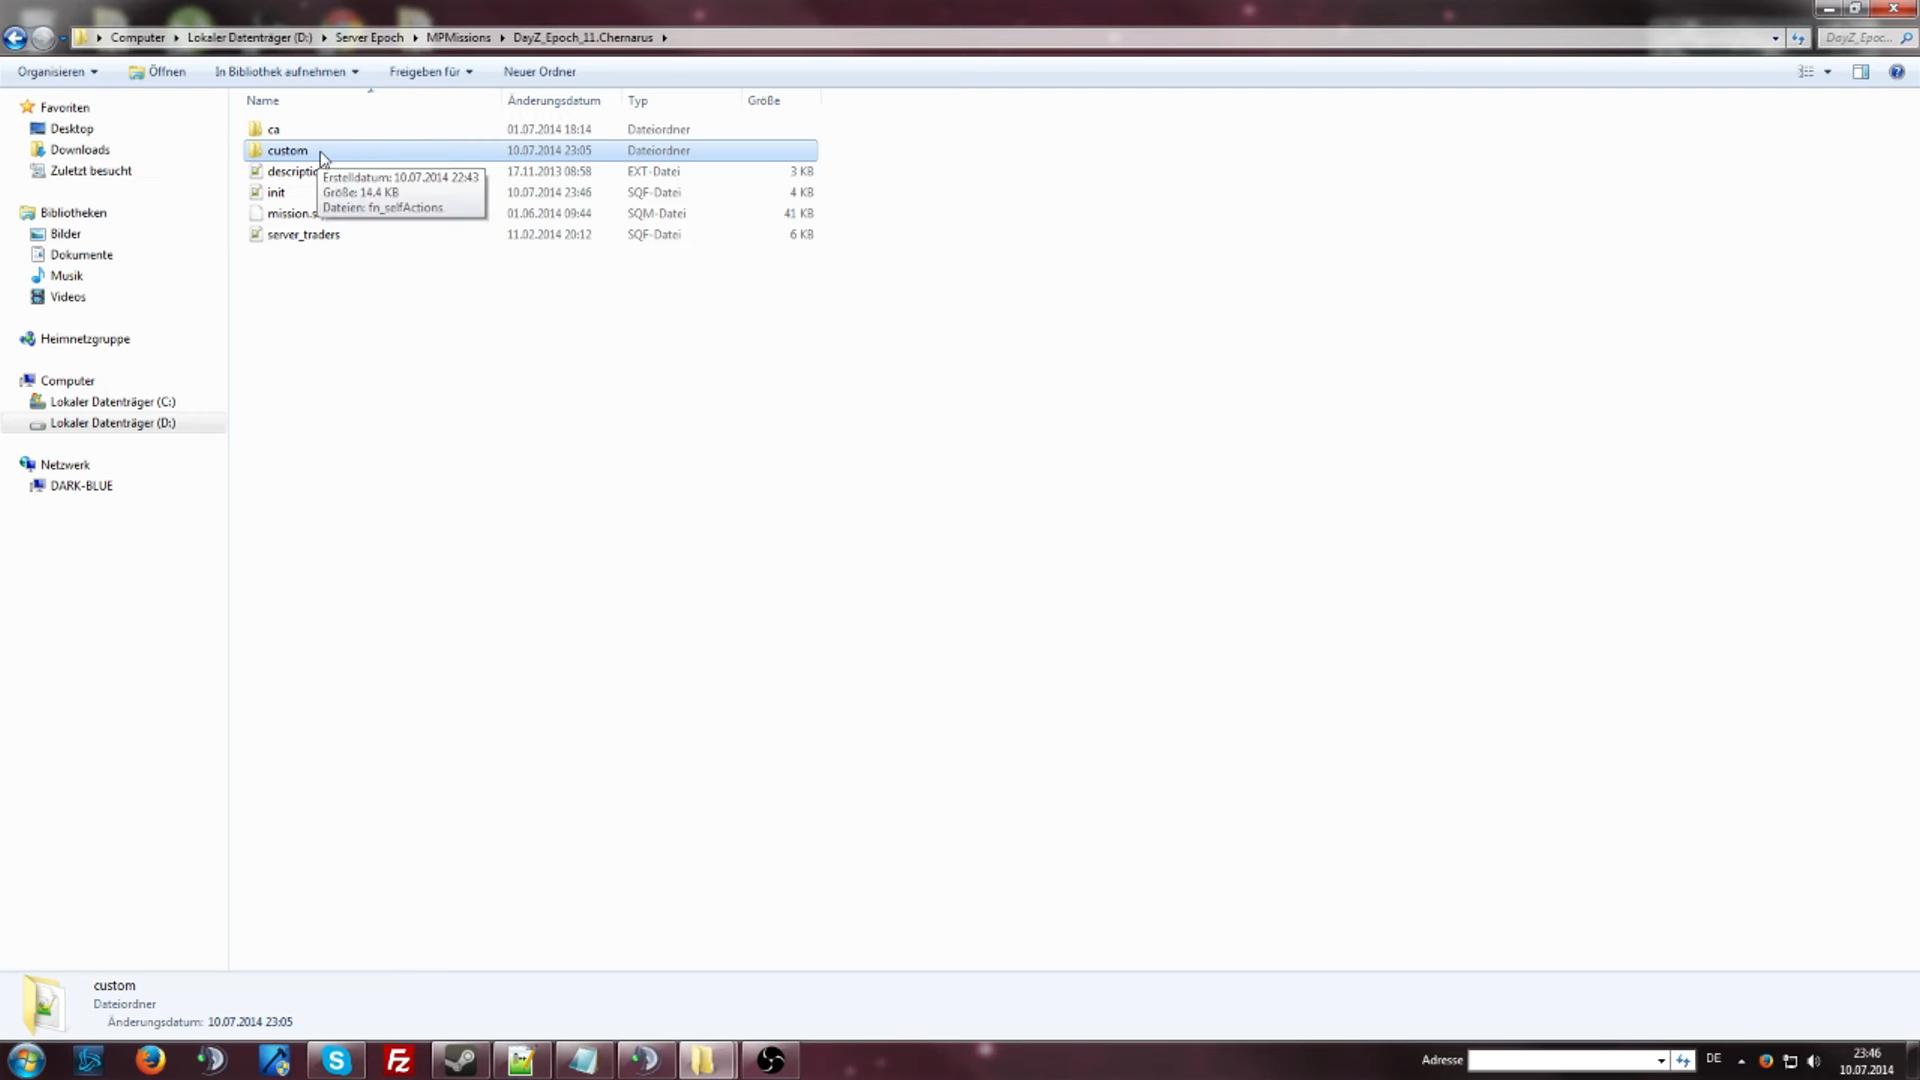 Computer Lokaler Datenträger (D:) Server Epoch MPMissions DayZ_Epoch_11.Chernarus
DayZ_Epoc...
Organisieren Öffnen In Bibliothek aufnehmen Freigeben für Neuer Ordner
Favoriten
Desktop
Downloads
Zuletzt besucht
Bibliotheken
Bilder
Dokumente
Musik
Videos
Heimnetzgruppe
Computer
Lokaler Datenträger (C:)
Lokaler Datenträger (D:)
Netzwerk
DARK-BLUE
Name Änderungsdatum Typ Größe
ca 01.07.2014 18:14 Dateiordner
custom 10.07.2014 23:05 Dateiordner
descriptio 17.11.2013 08:58 EXT-Datei 3 KB
init 10.07.2014 23:46 SQF-Datei 4 KB
mission.s 01.06.2014 09:44 SQM-Datei 41 KB
server_traders 11.02.2014 20:12 SQF-Datei 6 KB
Erstelldatum: 10.07.2014 22:43
Größe: 14,4 KB
Dateien: fn_selfActions
custom
Dateiordner
Änderungsdatum: 10.07.2014 23:05
Adresse DE 23:46
10.07.2014